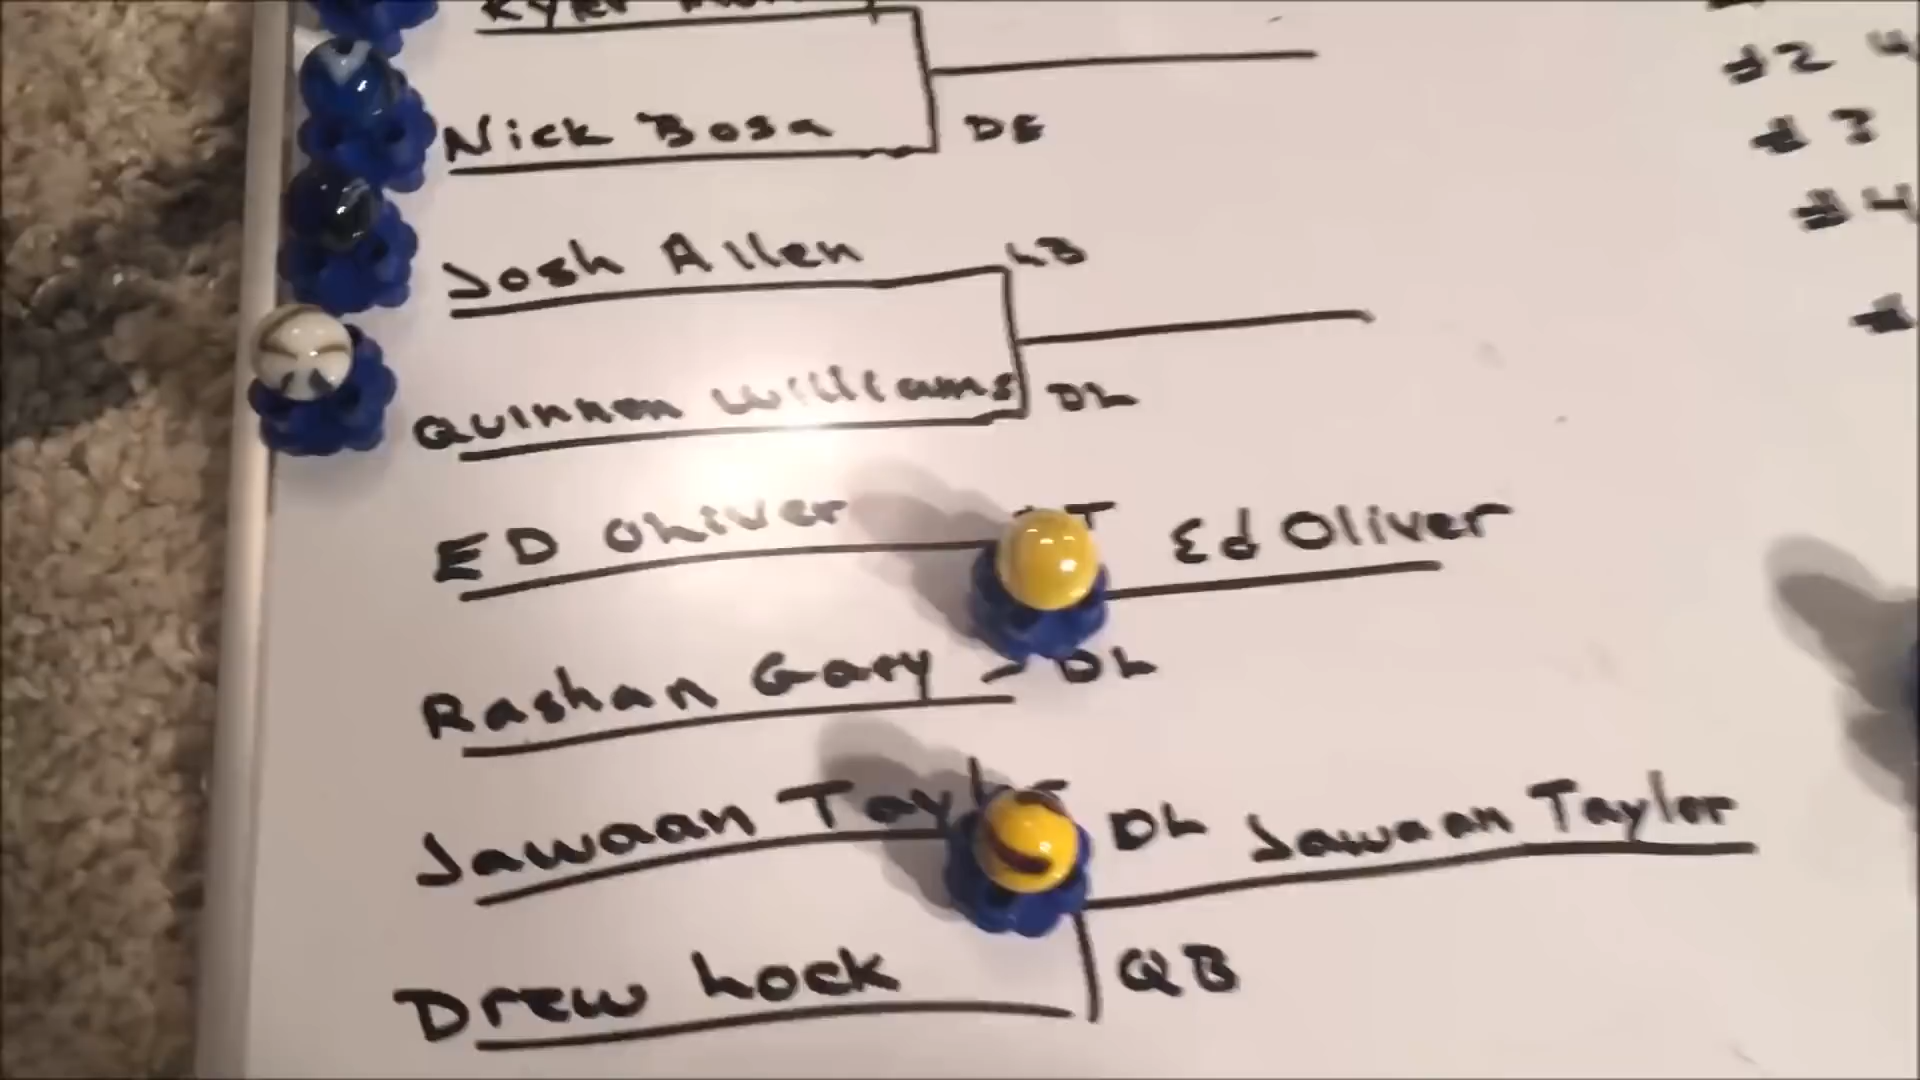 Nick Bosa DE
#2
#3
Josh Allen LB
#4
#
Quinnen Williams DL
ED Oliver Ed Oliver
Rashan Gary - DL
Jawaan Taylor DL Jawaan Taylor
Drew Lock QB